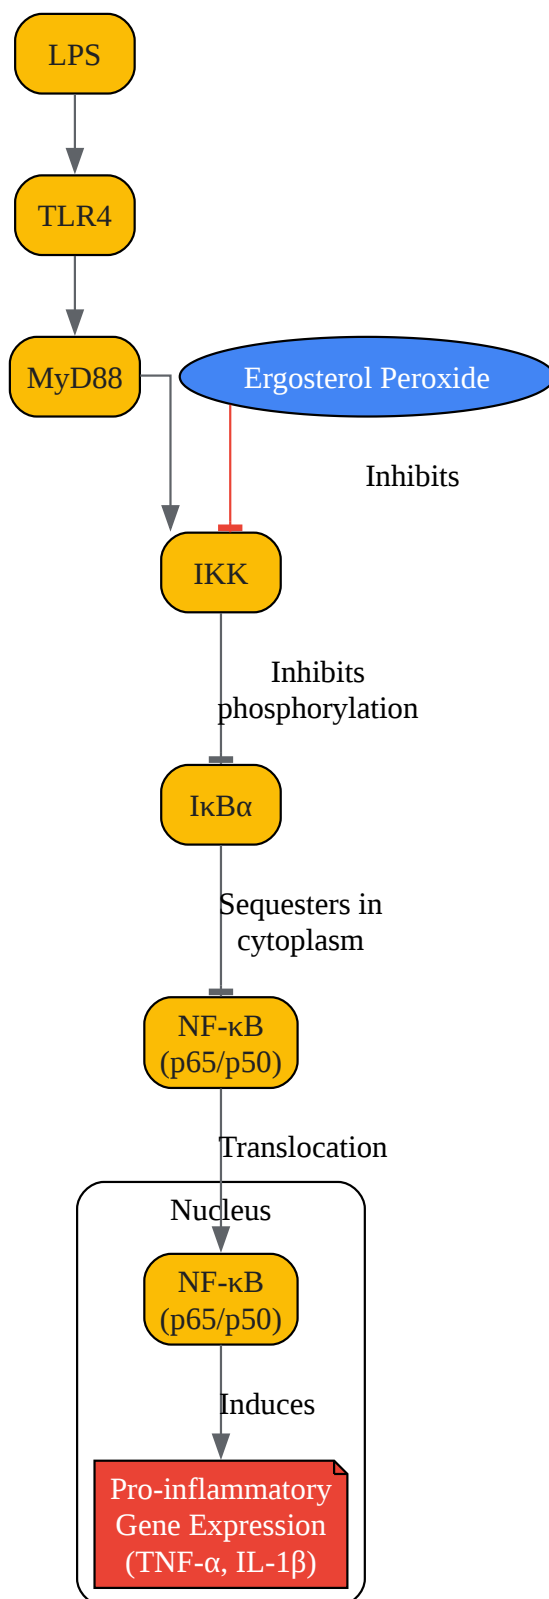 LPS
TLR4
MyD88
Ergosterol Peroxide
Inhibits
IKK
Inhibits
phosphorylation
IκBα
Sequesters in
cytoplasm
NF-κB
(p65/p50)
Translocation
Nucleus
NF-κB
(p65/p50)
Induces
Pro-inflammatory
Gene Expression
(TNF-α, IL-1β)